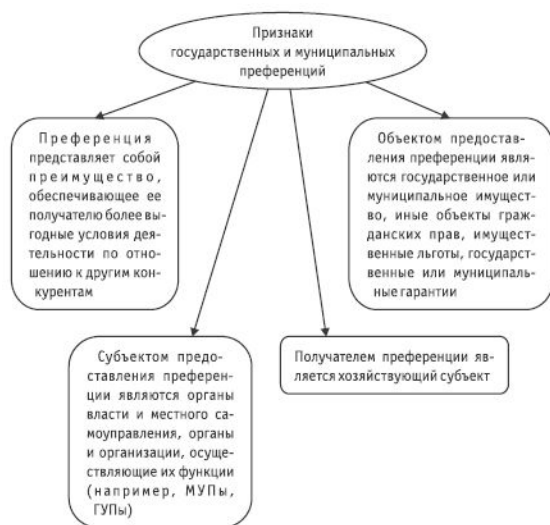 Признаки
государственных и муниципальных
преференций
Преференция
представляет собой
преимущество,
обеспечивающее ее
получателю более вы-
годные условия дея-
тельности по отно-
шению к другим кон-
курентам
Объектом предостав-
ления преференции явля-
ются государственное или
муниципальное имущест-
во, иные объекты граж-
данских прав, имущест-
венные льготы, государст-
венные или муниципаль-
ные гарантии
Субъектом предо-
ставления преферен-
ции являются органы
власти и местного са-
моуправления, органы
и организации, осуще-
ствляющие их функции
(например, МУПы,
ГУПы)
Получателем преференции яв-
ляется хозяйствующий субъект